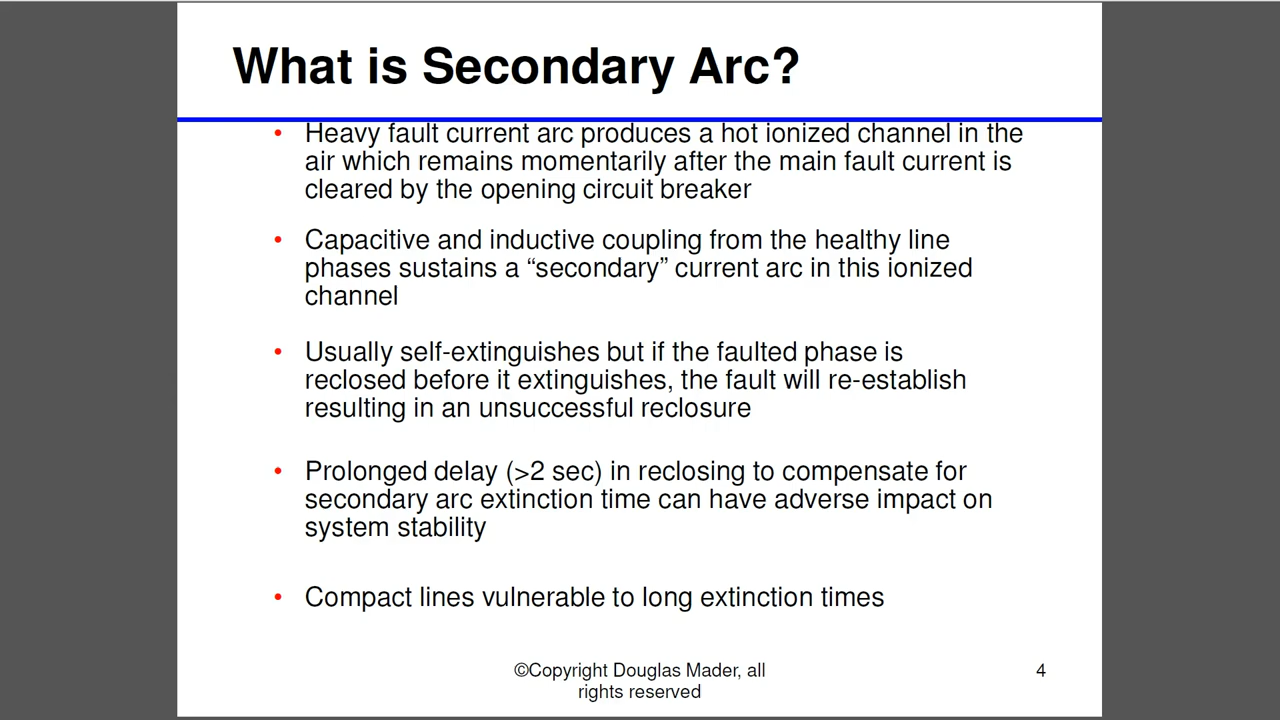 What is Secondary Arc?
• Heavy fault current arc produces a hot ionized channel in the
air which remains momentarily after the main fault current is
cleared by the opening circuit breaker
• Capacitive and inductive coupling from the healthy line
phases sustains a “secondary” current arc in this ionized
channel
• Usually self-extinguishes but if the faulted phase is
reclosed before it extinguishes, the fault will re-establish
resulting in an unsuccessful reclosure
• Prolonged delay (>2 sec) in reclosing to compensate for
secondary arc extinction time can have adverse impact on
system stability
• Compact lines vulnerable to long extinction times
©Copyright Douglas Mader, all
rights reserved
4